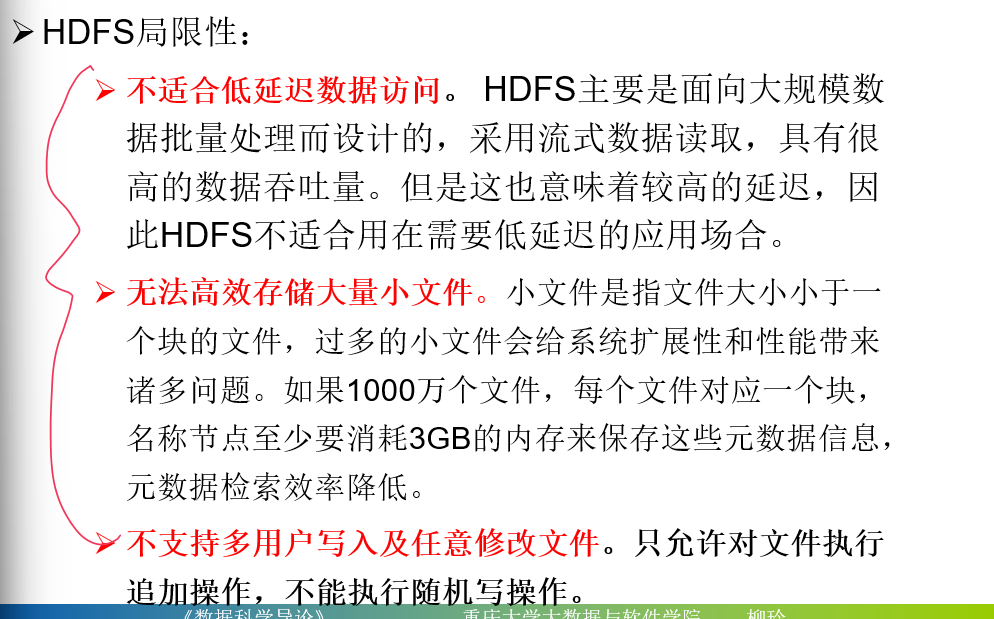 HDFS局限性：
不适合低延迟数据访问。HDFS主要是面向大规模数
据批量处理而设计的，采用流式数据读取，具有很
高的数据吞吐量。但是这也意味着较高的延迟，因
此HDFS不适合用在需要低延迟的应用场合。
无法高效存储大量小文件。小文件是指文件大小小于一
个块的文件，过多的小文件会给系统扩展性和性能带来
诸多问题。如果1000万个文件，每个文件对应一个块，
名称节点至少要消耗3GB的内存来保存这些元数据信息，
元数据检索效率降低。
不支持多用户写入及任意修改文件。只允许对文件执行
追加操作，不能执行随机写操作。
《数据科学导论》 重庆大学大数据与软件学院 柳玲